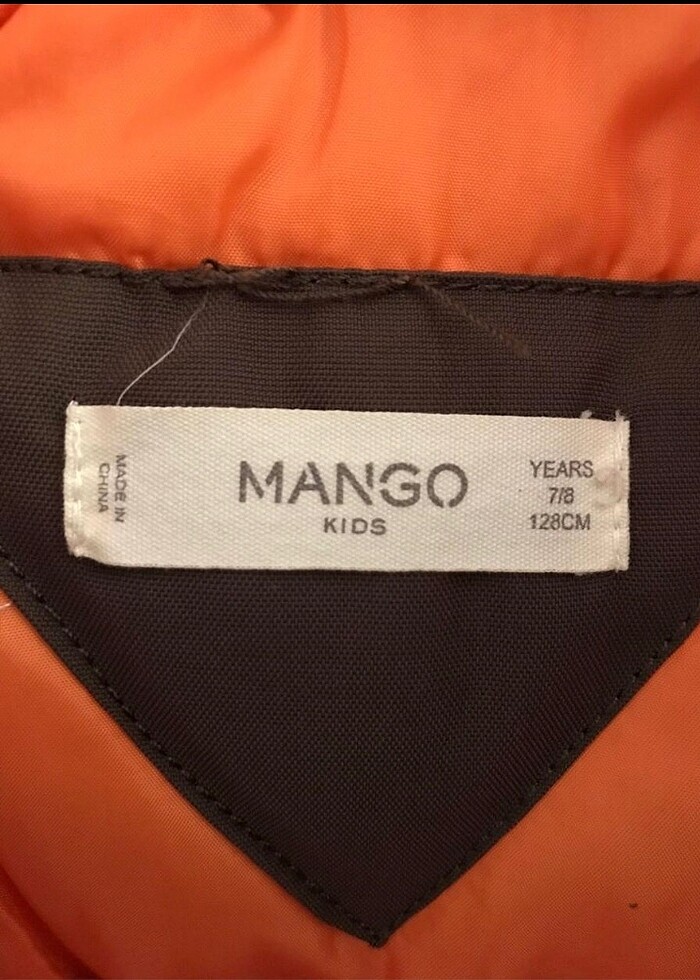 MADE IN
CHINA
MANGO
KIDS
YEARS
7/8
128CM